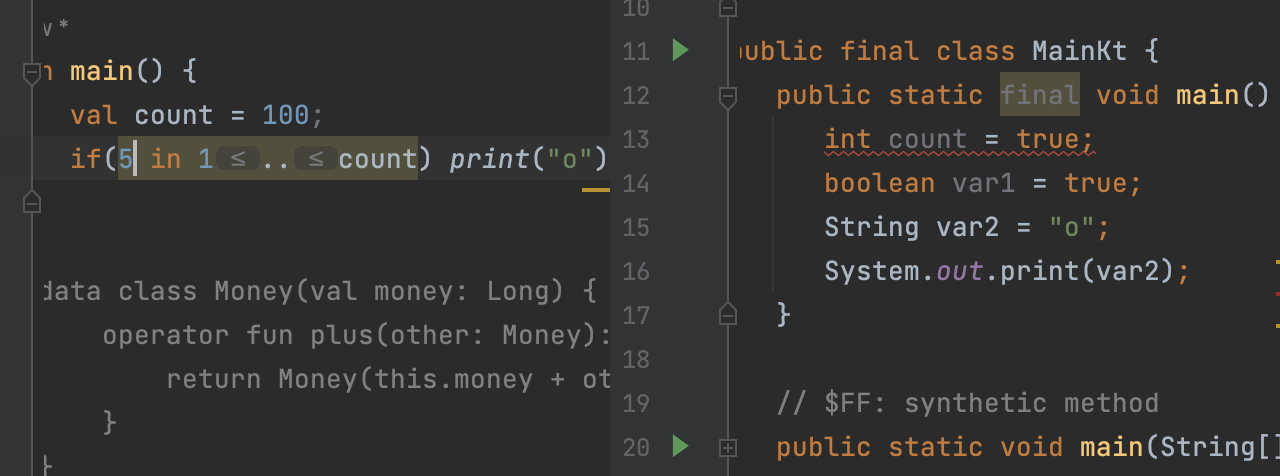 w *
n main() {
val count = 100;
if(5 in 1 ≤ .. ≤ count) print("o")
data class Money(val money: Long) {
operator fun plus(other: Money):
return Money(this.money + ot
}
}
10
11 public final class MainKt {
12 public static final void main()
13 int count = true;
14 boolean var1 = true;
15 String var2 = "o";
16 System.out.print(var2);
17 }
18
19 // $FF: synthetic method
20 public static void main(String[]